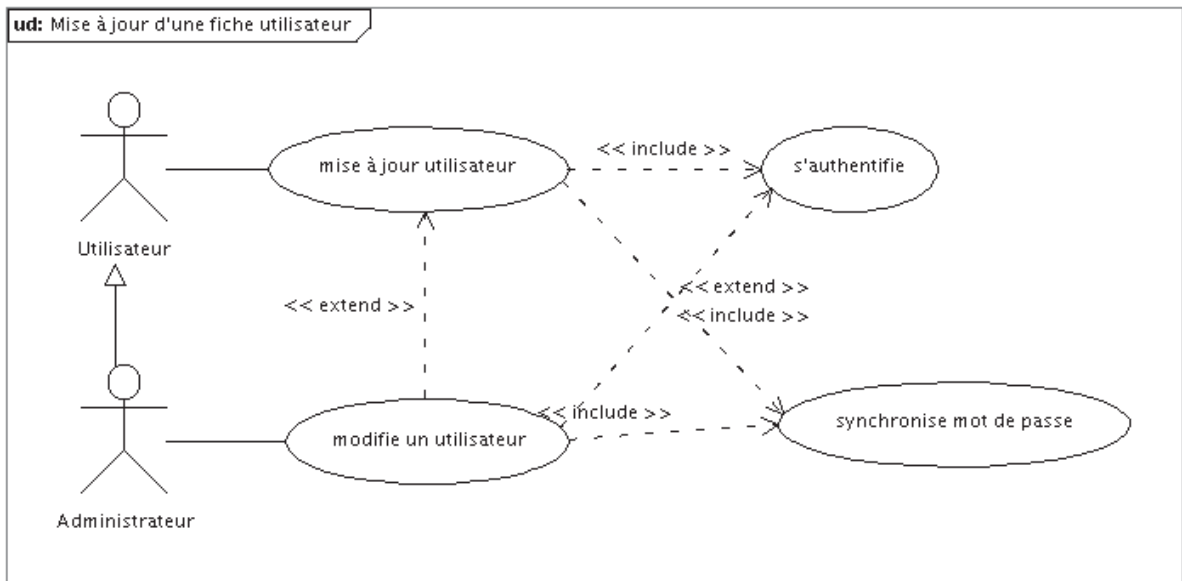 ud: Mise à jour d'une fiche utilisateur
<< include >>
mise à jour utilisateur
s'authentifie
Utilisateur
<< extend >>
<< extend >>
<< include >>
<< include >>
synchronise mot de passe
modifie un utilisateur
Administrateur